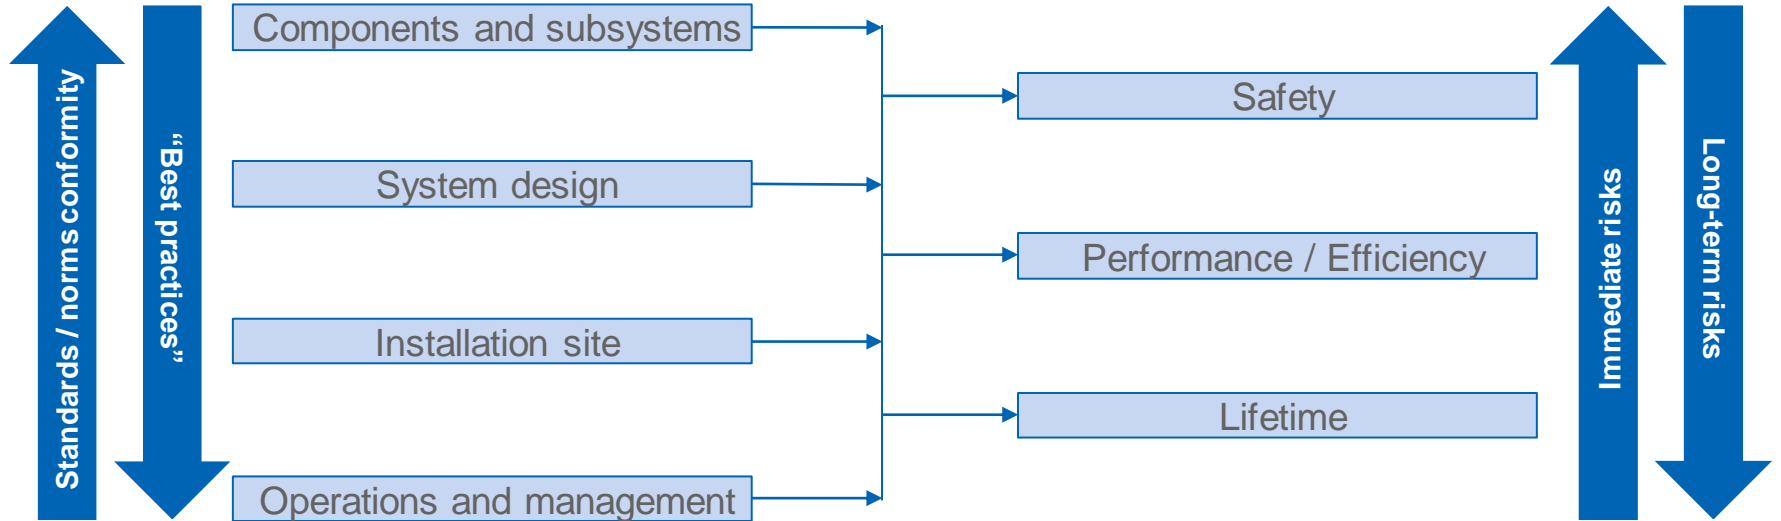 Standards / norms conformity
“Best practices”
Components and subsystems
System design
Installation site
Operations and management
Safety
Performance / Efficiency
Lifetime
Immediate risks
Long-term risks